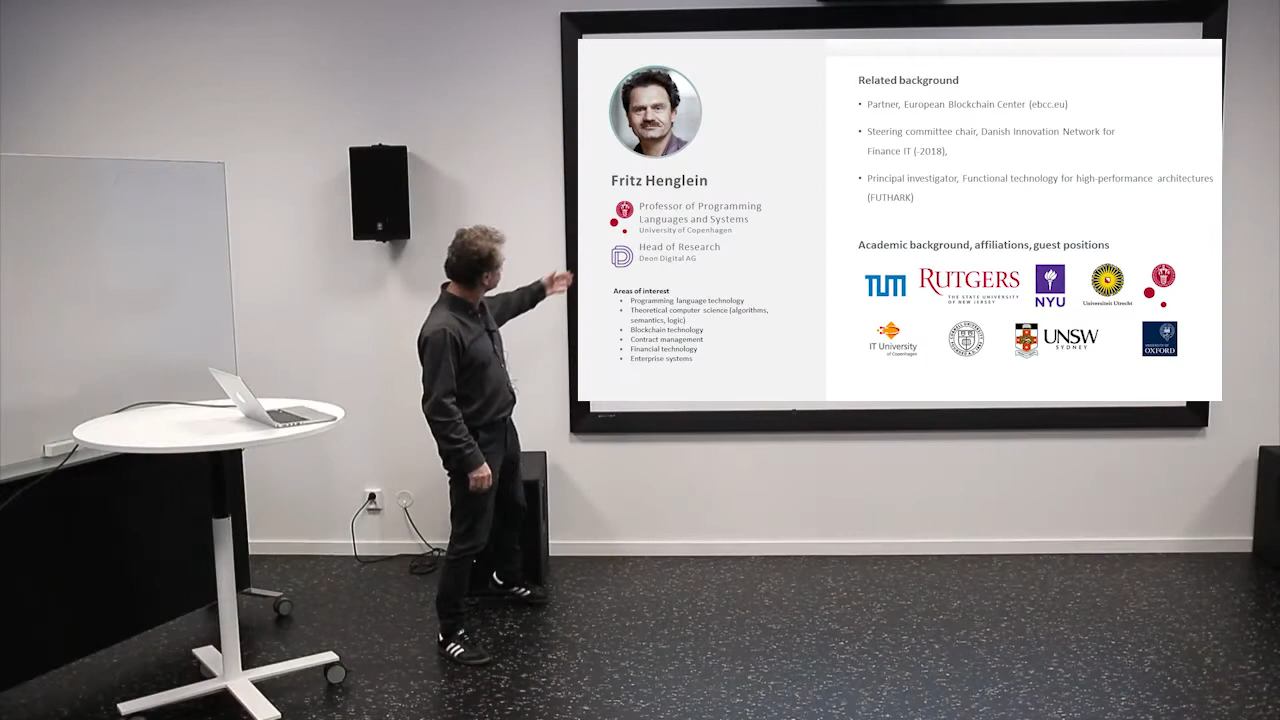 Fritz Henglein
Professor of Programming
Languages and Systems
University of Copenhagen
Head of Research
Deon Digital AG
Areas of interest
• Programming language technology
• Theoretical computer science (algorithms,
semantics, logic)
• Blockchain technology
• Contract management
• Financial technology
• Enterprise systems
Related background
• Partner, European Blockchain Center (ebcc.eu)
• Steering committee chair, Danish Innovation Network for
Finance IT (-2018),
• Principal investigator, Functional technology for high-performance architectures
(FUTHARK)
Academic background, affiliations, guest positions
TUM
RUTGERS
THE STATE UNIVERSITY
OF NEW JERSEY
NYU
Universiteit Utrecht
IT University
of Copenhagen
UNSW
SYDNEY
UNIVERSITY OF
OXFORD